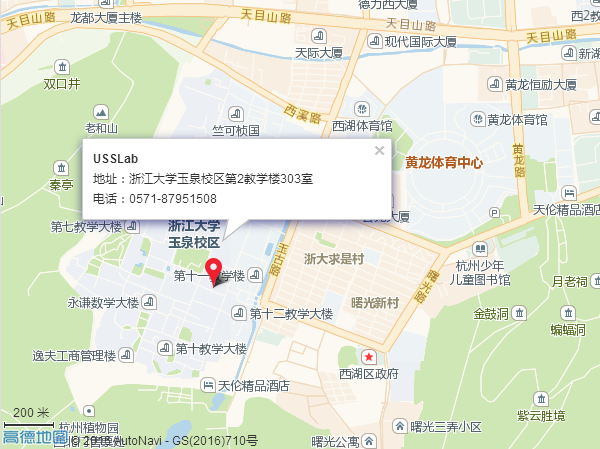 天目山路
龙都大厦主楼
天目山路
德力西大厦
西2教学
现代国际大厦
天目山路
天际大厦
新湖
双口井
黄龙恒励大厦
老和山
西溪路
竺可桢国
西湖体育馆
黄龙体育馆
黄龙路
黄龙体育中心
USSLab
地址：浙江大学玉泉校区第2教学楼303室
电话：0571-87951508
秦亭
天伦精品酒店
第七教学大楼
浙江大学
玉泉校区
玉古路
浙大求是村
杭州少年
儿童图书馆
第十一
学楼
曙光路
月老祠
永谦数学大楼
曙光新村
金鼓洞
蝙蝠洞
第十二教学大楼
逸夫工商管理楼
第十教学大楼
西湖区政府
天伦精品酒店
紫云胜境
200 米
杭州植物园
曙光三弄小区
高德地图
AutoNavi - GS(2016)710号
曙光公寓